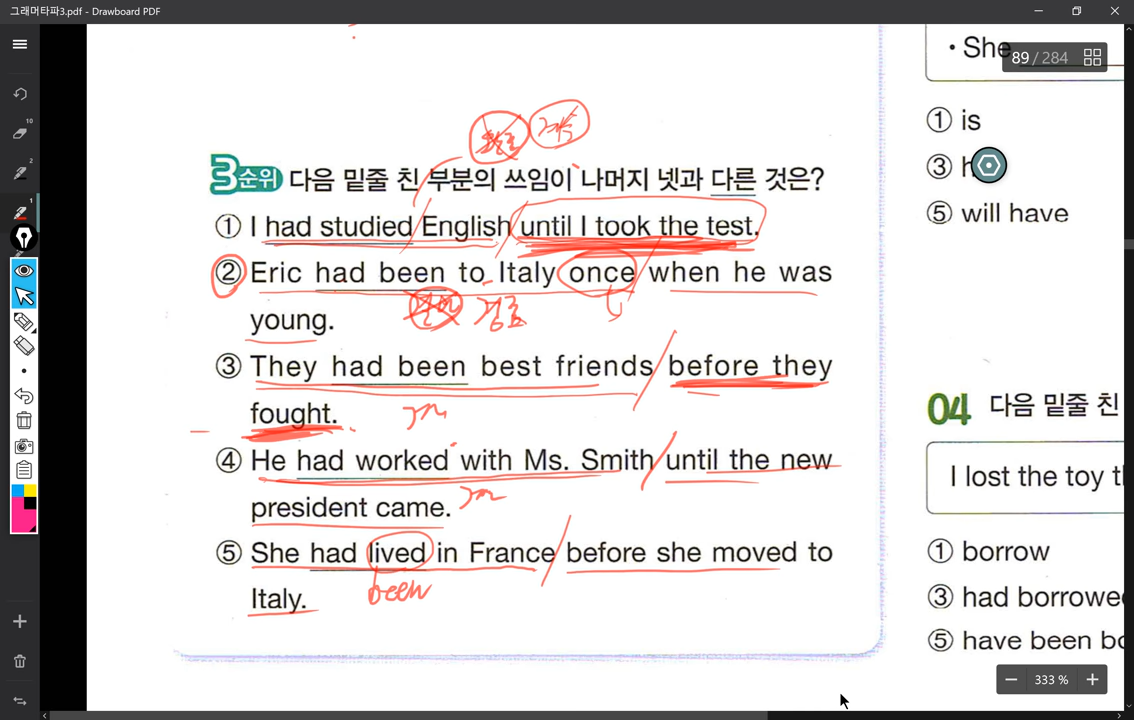 그래머타파3.pdf - Drawboard PDF
89 / 284
10
2
1
3순위 다음 밑줄 친 부분의 쓰임이 나머지 넷과 다른 것은?
① I had studied English until I took the test.
② Eric had been to Italy once when he was
young.
경험
③ They had been best friends before they
fought.
④ He had worked with Ms. Smith until the new
president came.
⑤ She had lived in France before she moved to
been
Italy.
• She
① is
③ h
⑤ will have
04 다음 밑줄 친
I lost the toy t
① borrow
③ had borrowe
⑤ have been bo
333 %